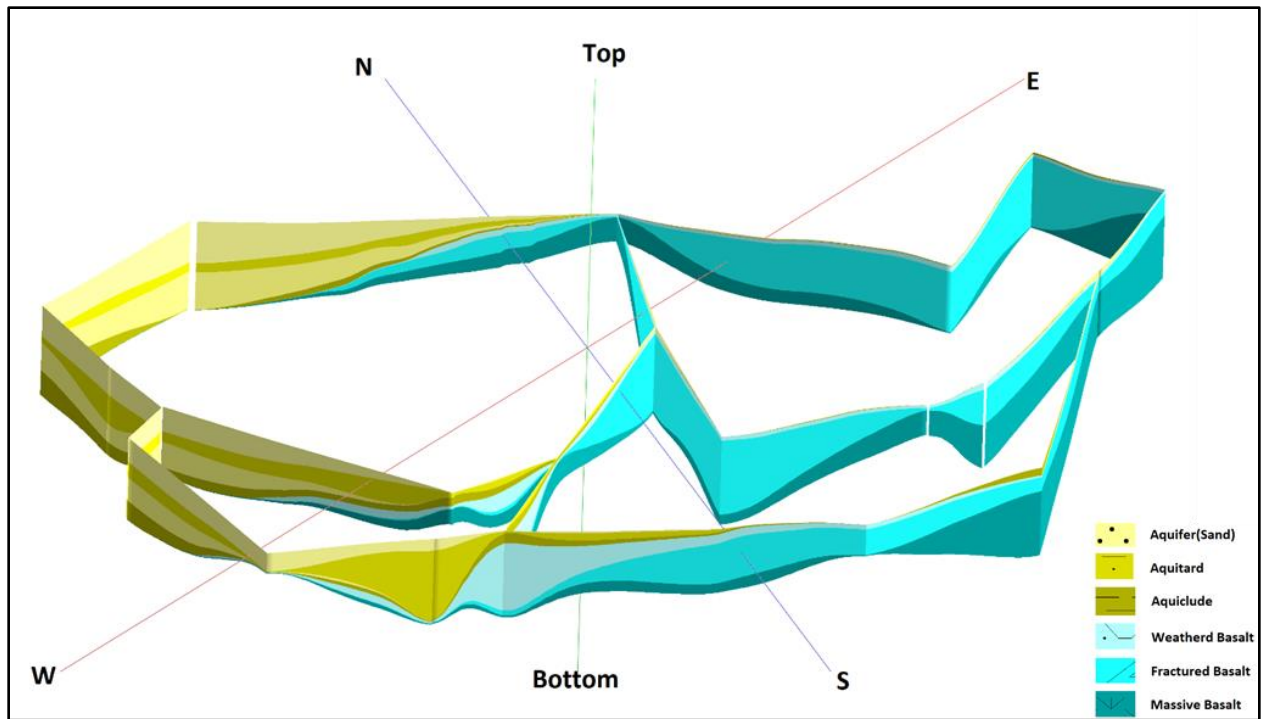 Top
N
E
W
Bottom
S
Aquifer(Sand)
Aquitard
Aquiclude
Weatherd Basalt
Fractured Basalt
Massive Basalt